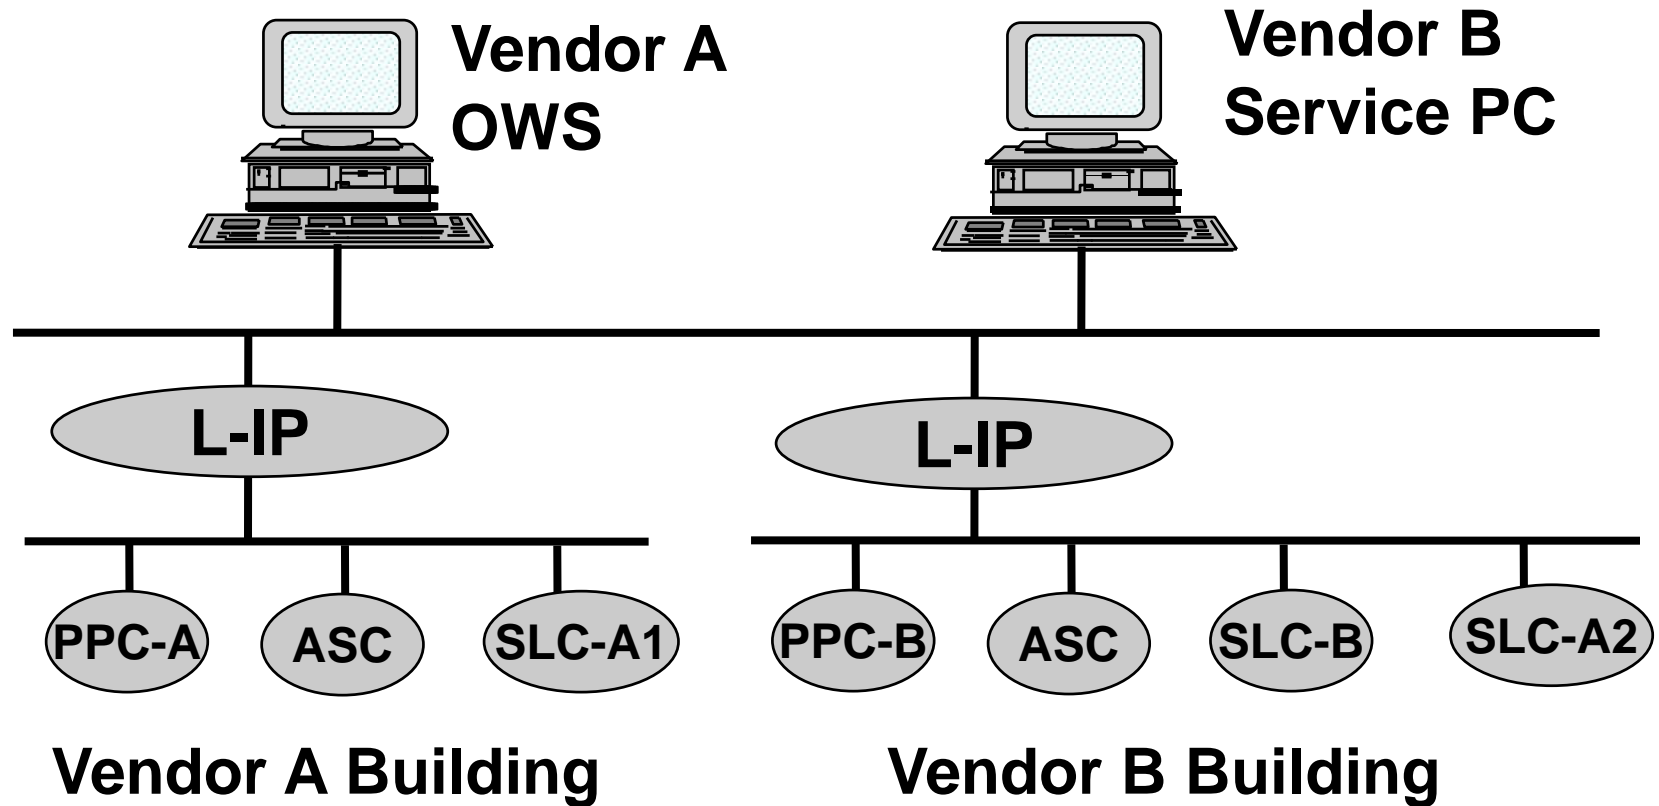 Vendor A
OWS
Vendor B
Service PC
L-IP
L-IP
PPC-A
ASC
SLC-A1
PPC-B
ASC
SLC-B
SLC-A2
Vendor A Building
Vendor B Building